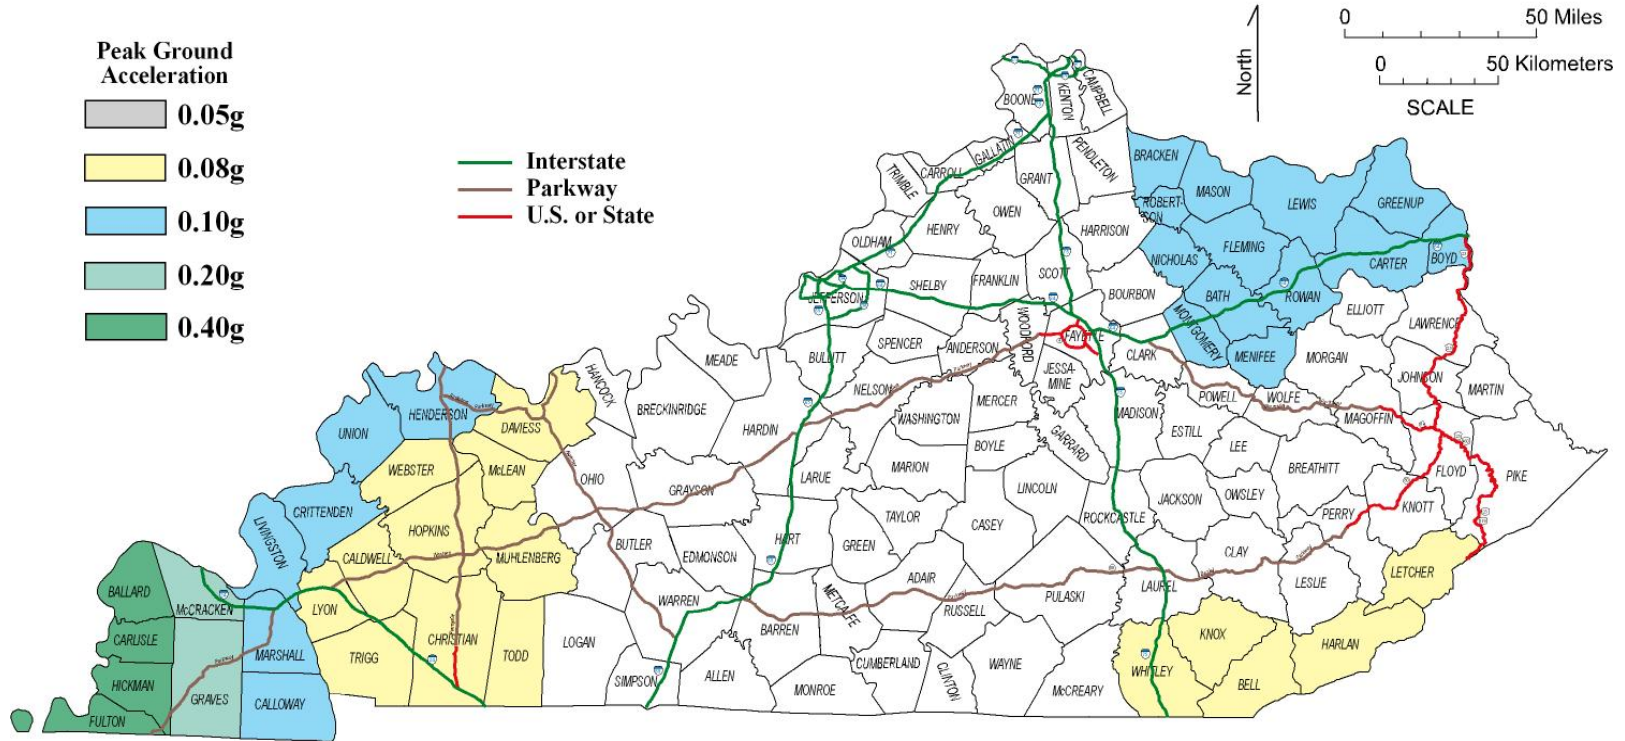 Peak Ground
Acceleration
0.05g
0.08g
0.10g
0.20g
0.40g
Interstate
Parkway
U.S. or State
North
0 50 Miles
0 50 Kilometers
SCALE
BOONE
KENTON
CAMPBELL
GALLATIN
PENDLETON
BRACKEN
CARROLL
TRIMBLE
GRANT
MASON
ROBERT-
SON
LEWIS
GREENUP
OWEN
HENRY
HARRISON
OLDHAM
FLEMING
NICHOLAS
CARTER
BOYD
SCOTT
FRANKLIN
SHELBY
JEFFERSON
BOURBON
BATH
ROWAN
ELLIOTT
LAWRENCE
WOODFORD
FAYETTE
MONTGOMERY
MENIFEE
MORGAN
CLARK
SPENCER
ANDERSON
BULLITT
MEADE
JESSA-
MINE
HANCOCK
NELSON
JOHNSON
MARTIN
BRECKINRIDGE
MERCER
WASHINGTON
MADISON
POWELL
WOLFE
MAGOFFIN
HENDERSON
DAVIESS
UNION
HARDIN
BOYLE
GARRARD
ESTILL
LEE
BREATHITT
FLOYD
PIKE
WEBSTER
McLEAN
OHIO
GRAYSON
LARUE
MARION
LINCOLN
JACKSON
OWSLEY
KNOTT
PERRY
CRITTENDEN
LIVINGSTON
HOPKINS
TAYLOR
CASEY
ROCKCASTLE
CALDWELL
MUHLENBERG
BUTLER
EDMONSON
HART
GREEN
CLAY
LESLIE
LETCHER
BALLARD
McCRACKEN
LYON
WARREN
METCALFE
ADAIR
RUSSELL
PULASKI
LAUREL
CARLISLE
MARSHALL
TRIGG
CHRISTIAN
TODD
LOGAN
BARREN
KNOX
HARLAN
HICKMAN
GRAVES
CALLOWAY
SIMPSON
ALLEN
MONROE
CUMBERLAND
CLINTON
WAYNE
McCREARY
WHITLEY
BELL
FULTON